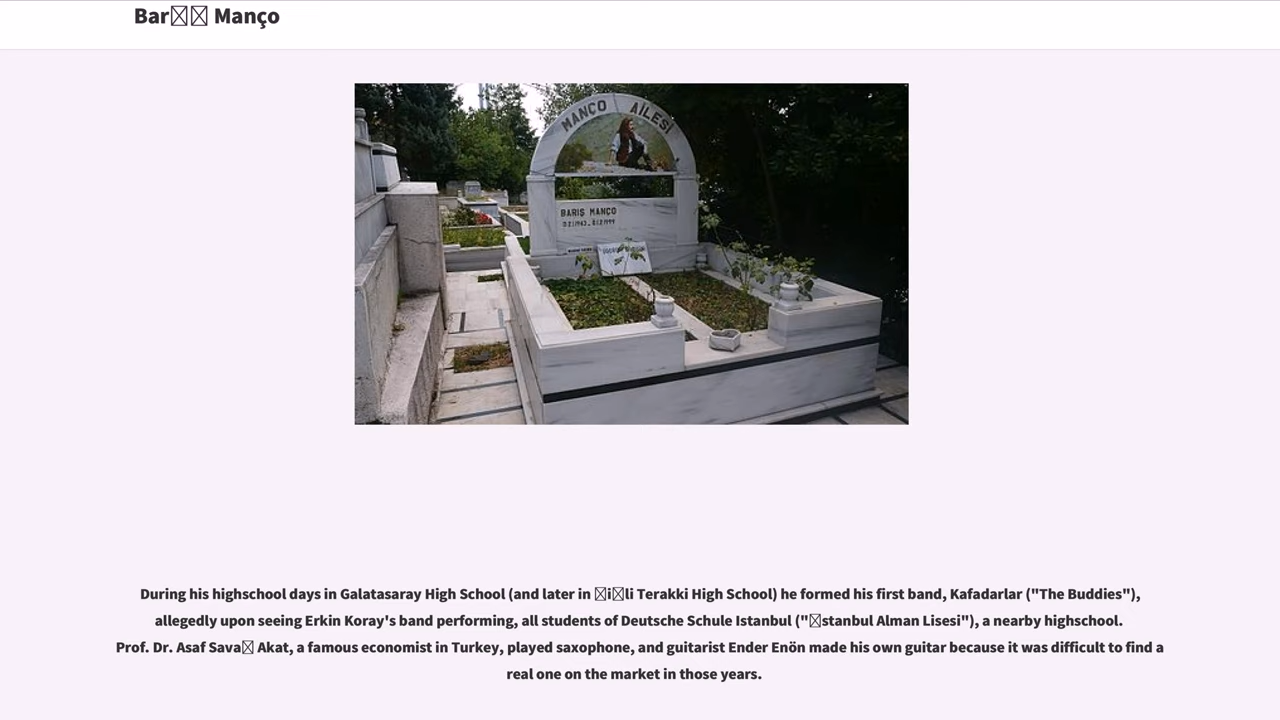 Bar☒☒ Manço
MANÇO AİLESİ
BARIŞ MANÇO
During his highschool days in Galatasaray High School (and later in ☒i☒li Terakki High School) he formed his first band, Kafadarlar ("The Buddies"),
allegedly upon seeing Erkin Koray's band performing, all students of Deutsche Schule Istanbul ("☒stanbul Alman Lisesi"), a nearby highschool.
Prof. Dr. Asaf Sava☒ Akat, a famous economist in Turkey, played saxophone, and guitarist Ender Enön made his own guitar because it was difficult to find a
real one on the market in those years.